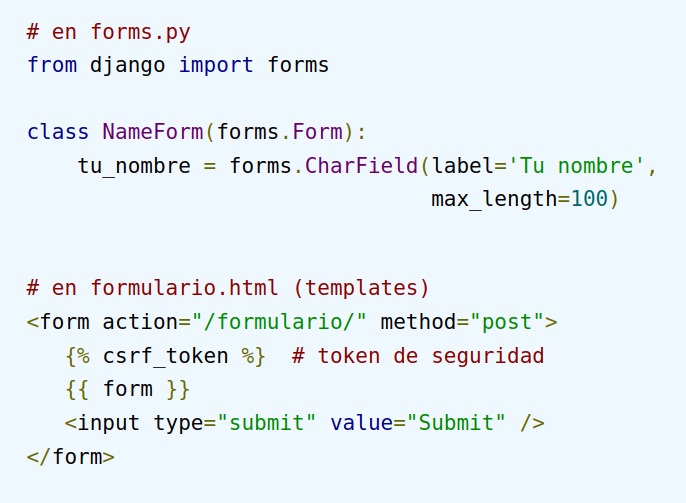 # en forms.py
from django import forms
class NameForm(forms.Form):
    tu_nombre = forms.CharField(label='Tu nombre',
                                max_length=100)
# en formulario.html (templates)
<form action="/formulario/" method="post">
   {% csrf_token %}  # token de seguridad
   {{ form }}
   <input type="submit" value="Submit" />
</form>